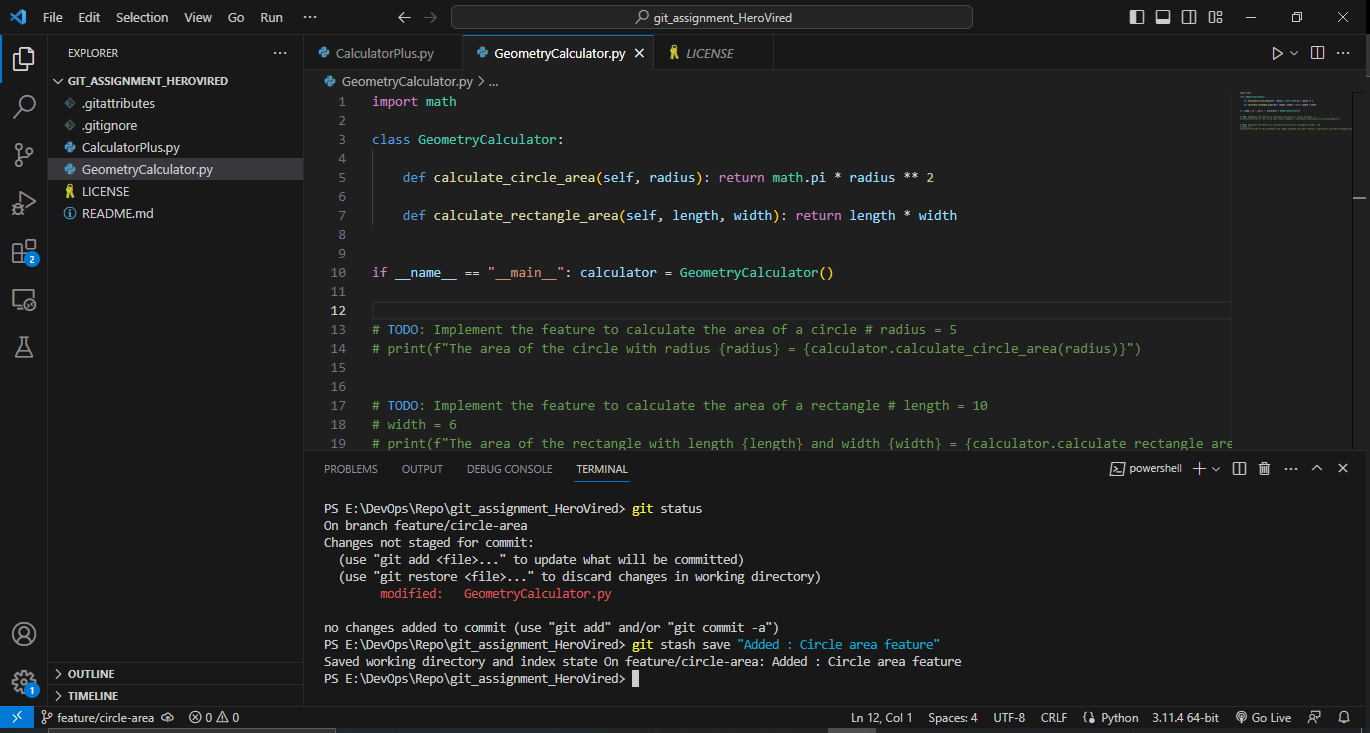 File Edit Selection View Go Run ···
git_assignment_HeroVired
EXPLORER ···
GIT_ASSIGNMENT_HEROVIRED
.gitattributes
.gitignore
CalculatorPlus.py
GeometryCalculator.py
LICENSE
README.md
2
CalculatorPlus.py GeometryCalculator.py LICENSE
GeometryCalculator.py > ...
1 import math
2
3 class GeometryCalculator:
4
5 def calculate_circle_area(self, radius): return math.pi * radius ** 2
6
7 def calculate_rectangle_area(self, length, width): return length * width
8
9
10 if __name__ == "__main__": calculator = GeometryCalculator()
11
12
13 # TODO: Implement the feature to calculate the area of a circle # radius = 5
14 # print(f"The area of the circle with radius {radius} = {calculator.calculate_circle_area(radius)}")
15
16
17 # TODO: Implement the feature to calculate the area of a rectangle # length = 10
18 # width = 6
19 # print(f"The area of the rectangle with length {length} and width {width} = {calculator.calculate_rectangle_are
PROBLEMS OUTPUT DEBUG CONSOLE TERMINAL
powershell
PS E:\DevOps\Repo\git_assignment_HeroVired> git status
On branch feature/circle-area
Changes not staged for commit:
(use "git add <file>..." to update what will be committed)
(use "git restore <file>..." to discard changes in working directory)
modified: GeometryCalculator.py
no changes added to commit (use "git add" and/or "git commit -a")
PS E:\DevOps\Repo\git_assignment_HeroVired> git stash save "Added : Circle area feature"
Saved working directory and index state On feature/circle-area: Added : Circle area feature
PS E:\DevOps\Repo\git_assignment_HeroVired>
OUTLINE
TIMELINE
1
feature/circle-area 0 0 Ln 12, Col 1 Spaces: 4 UTF-8 CRLF Python 3.11.4 64-bit Go Live